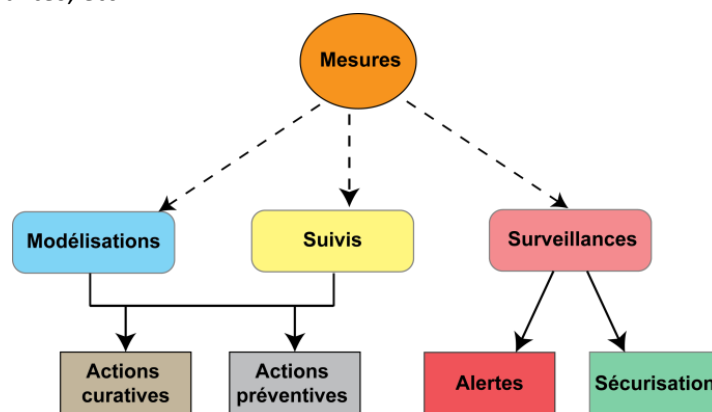 Mesures
Modélisations
Suivis
Surveillances
Actions
curatives
Actions
préventives
Alertes
Sécurisation